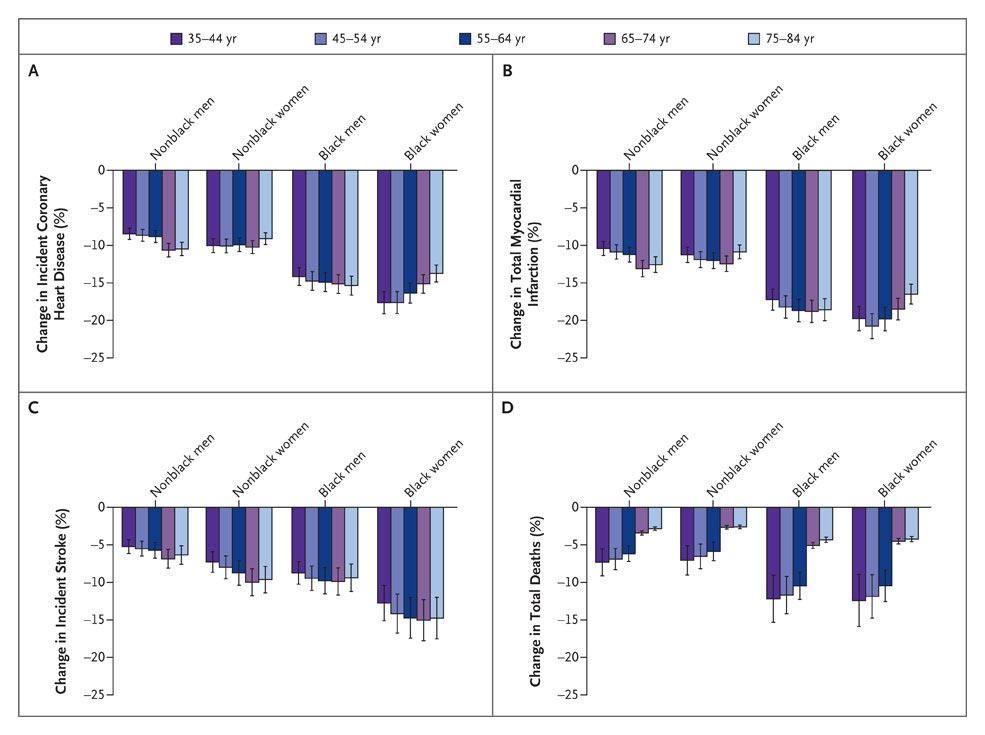 35–44 yr 45–54 yr 55–64 yr 65–74 yr 75–84 yr
A
Nonblack men Nonblack women Black men Black women
0
–5
–10
–15
–20
–25
Change in Incident Coronary
Heart Disease (%)
B
Nonblack men Nonblack women Black men Black women
0
–5
–10
–15
–20
–25
Change in Total Myocardial
Infarction (%)
C
Nonblack men Nonblack women Black men Black women
0
–5
–10
–15
–20
–25
Change in Incident Stroke (%)
D
Nonblack men Nonblack women Black men Black women
0
–5
–10
–15
–20
–25
Change in Total Deaths (%)